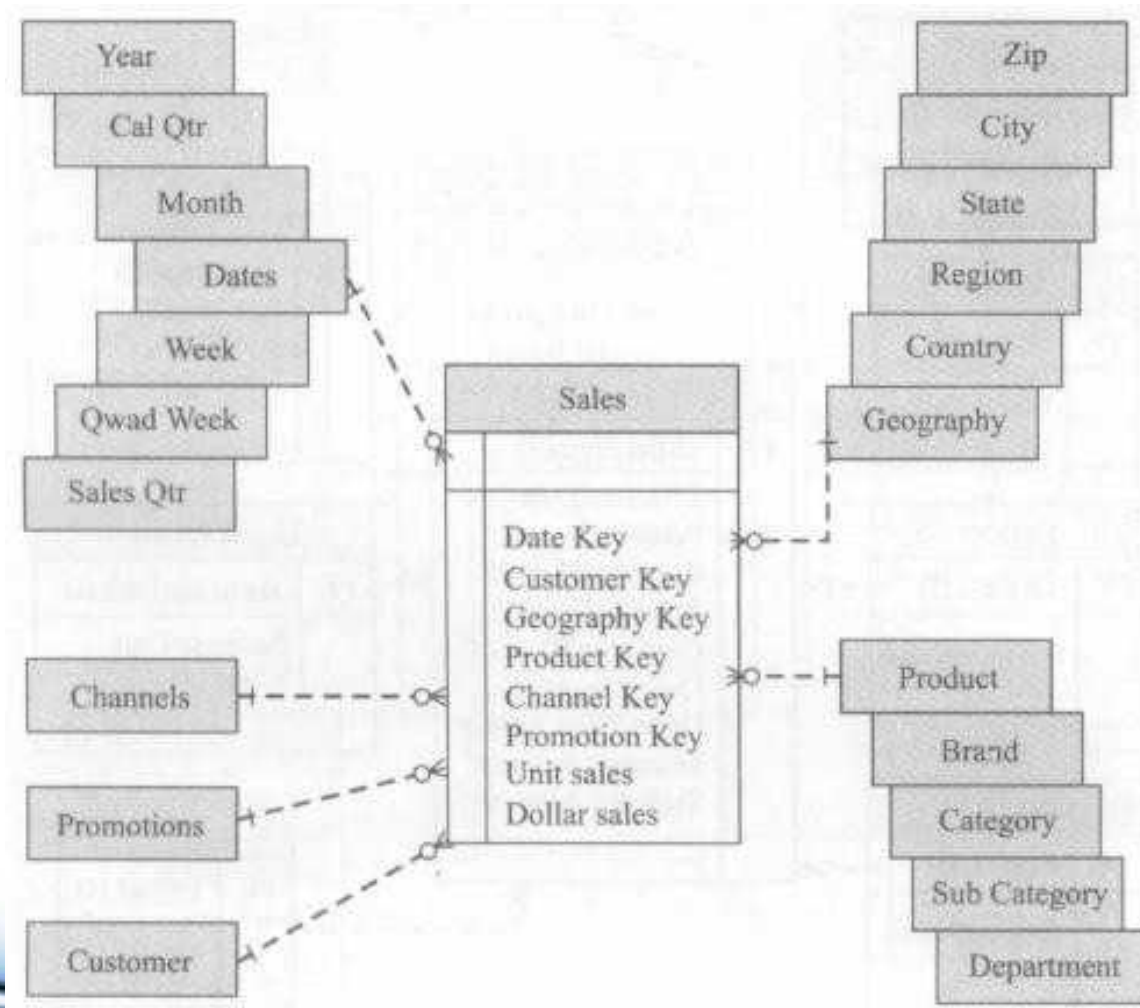 Year
Cal Qtr
Month
Dates
Week
Qwad Week
Sales Qtr
Zip
City
State
Region
Country
Geography
Sales
Date Key
Customer Key
Geography Key
Product Key
Channel Key
Promotion Key
Unit sales
Dollar sales
Channels
Promotions
Customer
Product
Brand
Category
Sub Category
Department